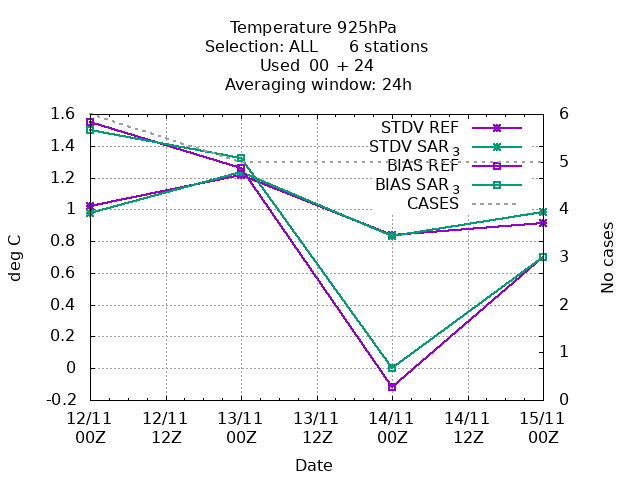 Temperature 925hPa
Selection: ALL      6 stations
Used  00 + 24
Averaging window: 24h
STDV REF
STDV SAR 3
BIAS REF
BIAS SAR 3
CASES
1.6
1.4
1.2
1
0.8
0.6
0.4
0.2
0
-0.2
deg C
6
5
4
3
2
1
0
No cases
12/11 12/11 13/11 13/11 14/11 14/11 15/11
00Z 12Z 00Z 12Z 00Z 12Z 00Z
Date